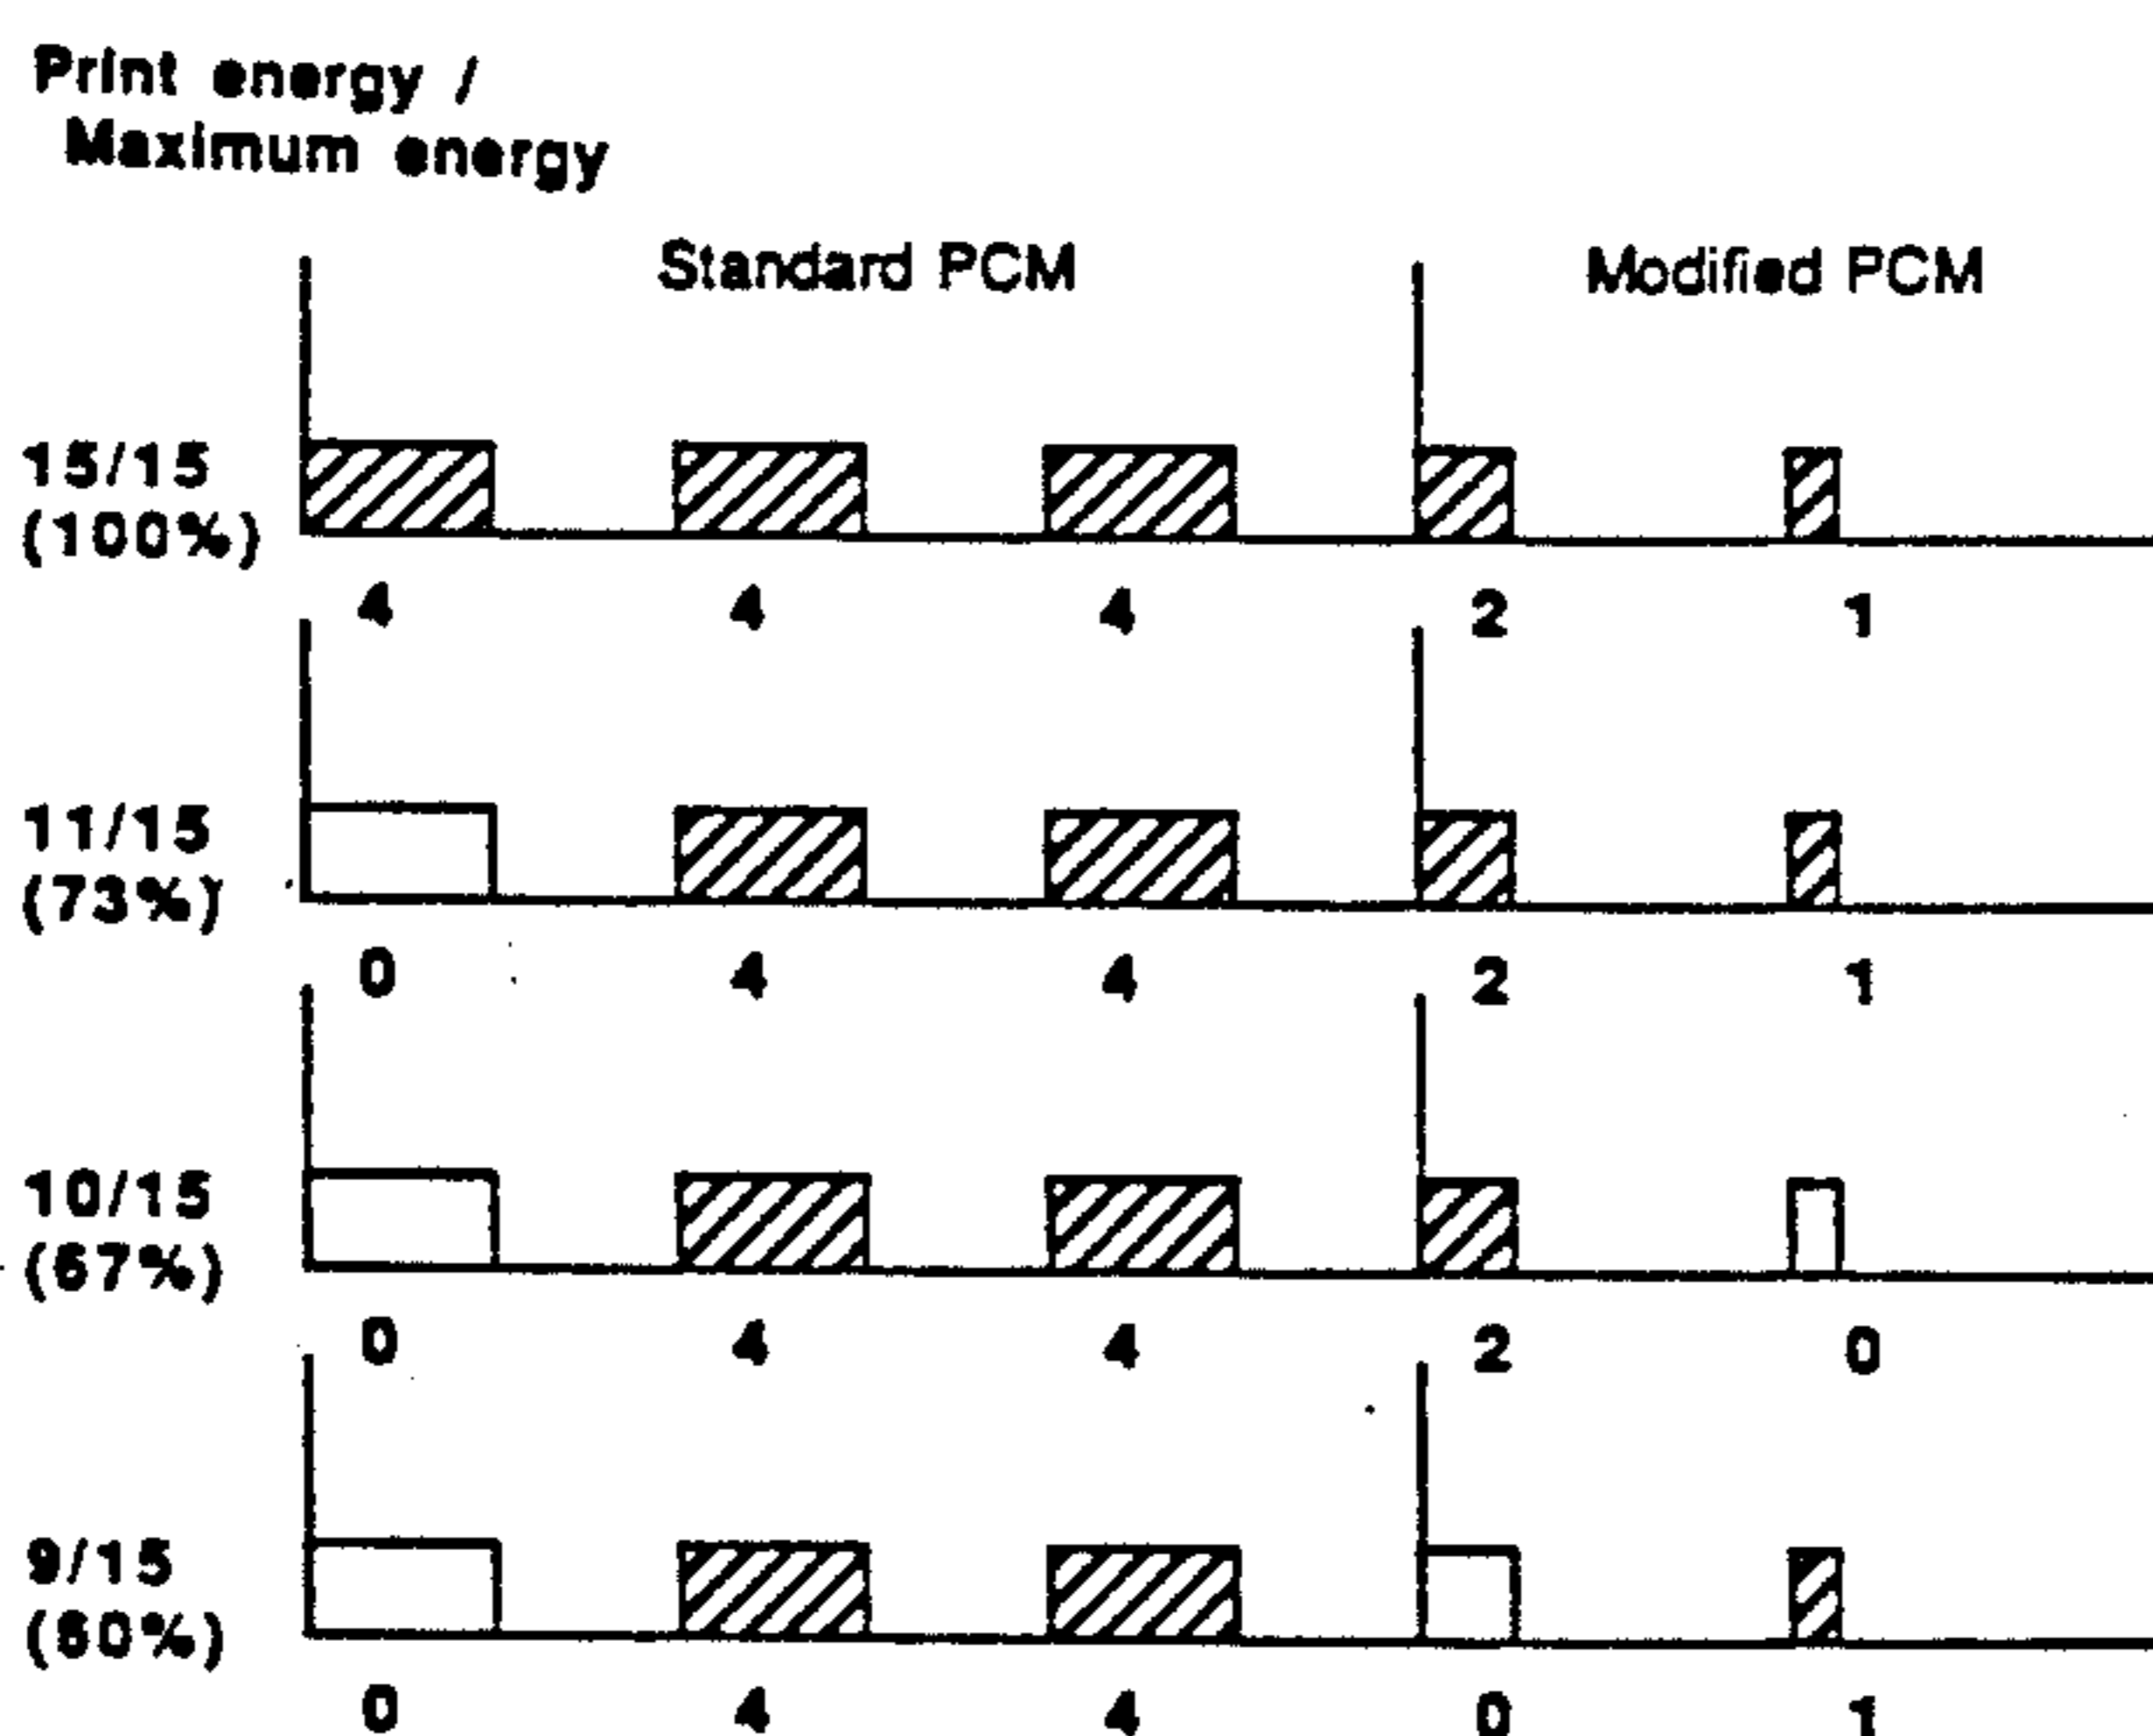 Print energy /
Maximum energy
Standard PCM Modified PCM
15/15
(100%)
4 4 4 2 1
11/15
(73%)
0 4 4 2 1
10/15
(67%)
0 4 4 2 0
9/15
(60%)
0 4 4 0 1